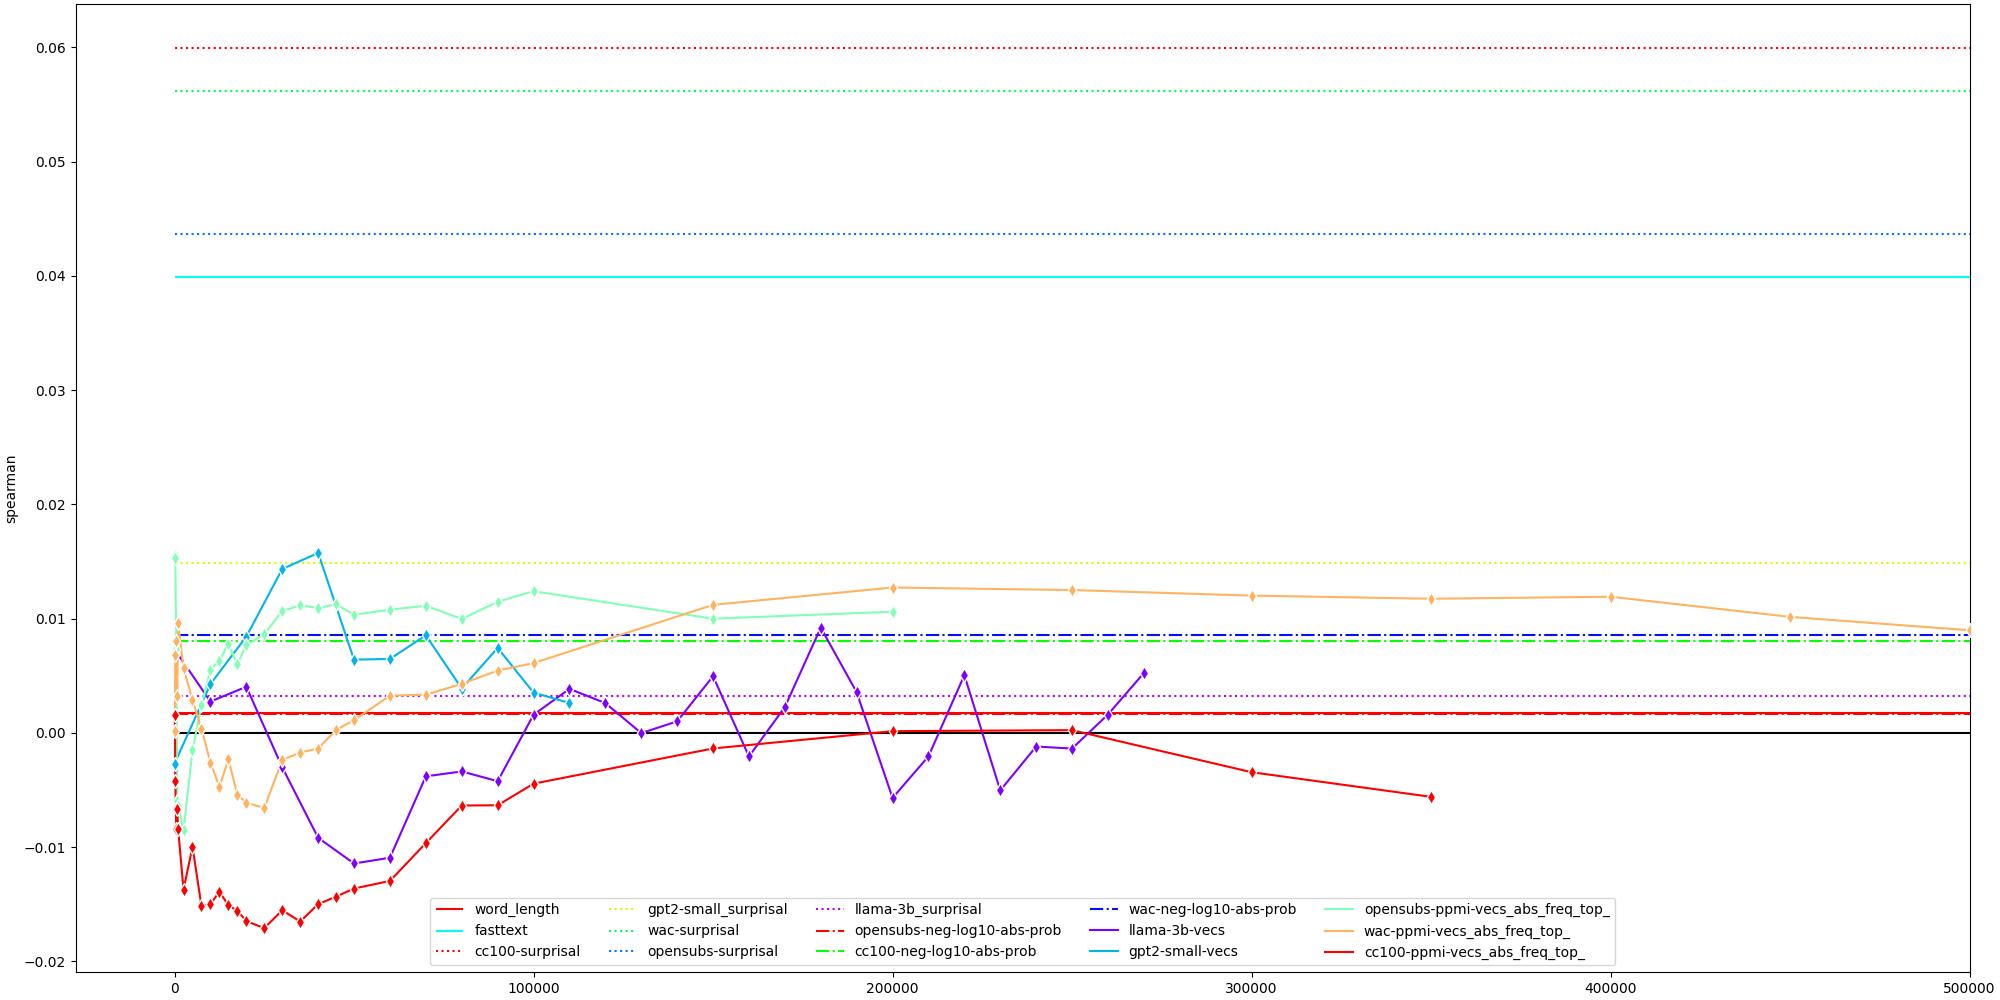 0.06
0.05
0.04
0.03
0.02
0.01
0.00
−0.01
−0.02
spearman
word_length
fasttext
cc100-surprisal
gpt2-small_surprisal
wac-surprisal
opensubs-surprisal
llama-3b_surprisal
opensubs-neg-log10-abs-prob
cc100-neg-log10-abs-prob
wac-neg-log10-abs-prob
llama-3b-vecs
gpt2-small-vecs
opensubs-ppmi-vecs_abs_freq_top_
wac-ppmi-vecs_abs_freq_top_
cc100-ppmi-vecs_abs_freq_top_
0 100000 200000 300000 400000 500000